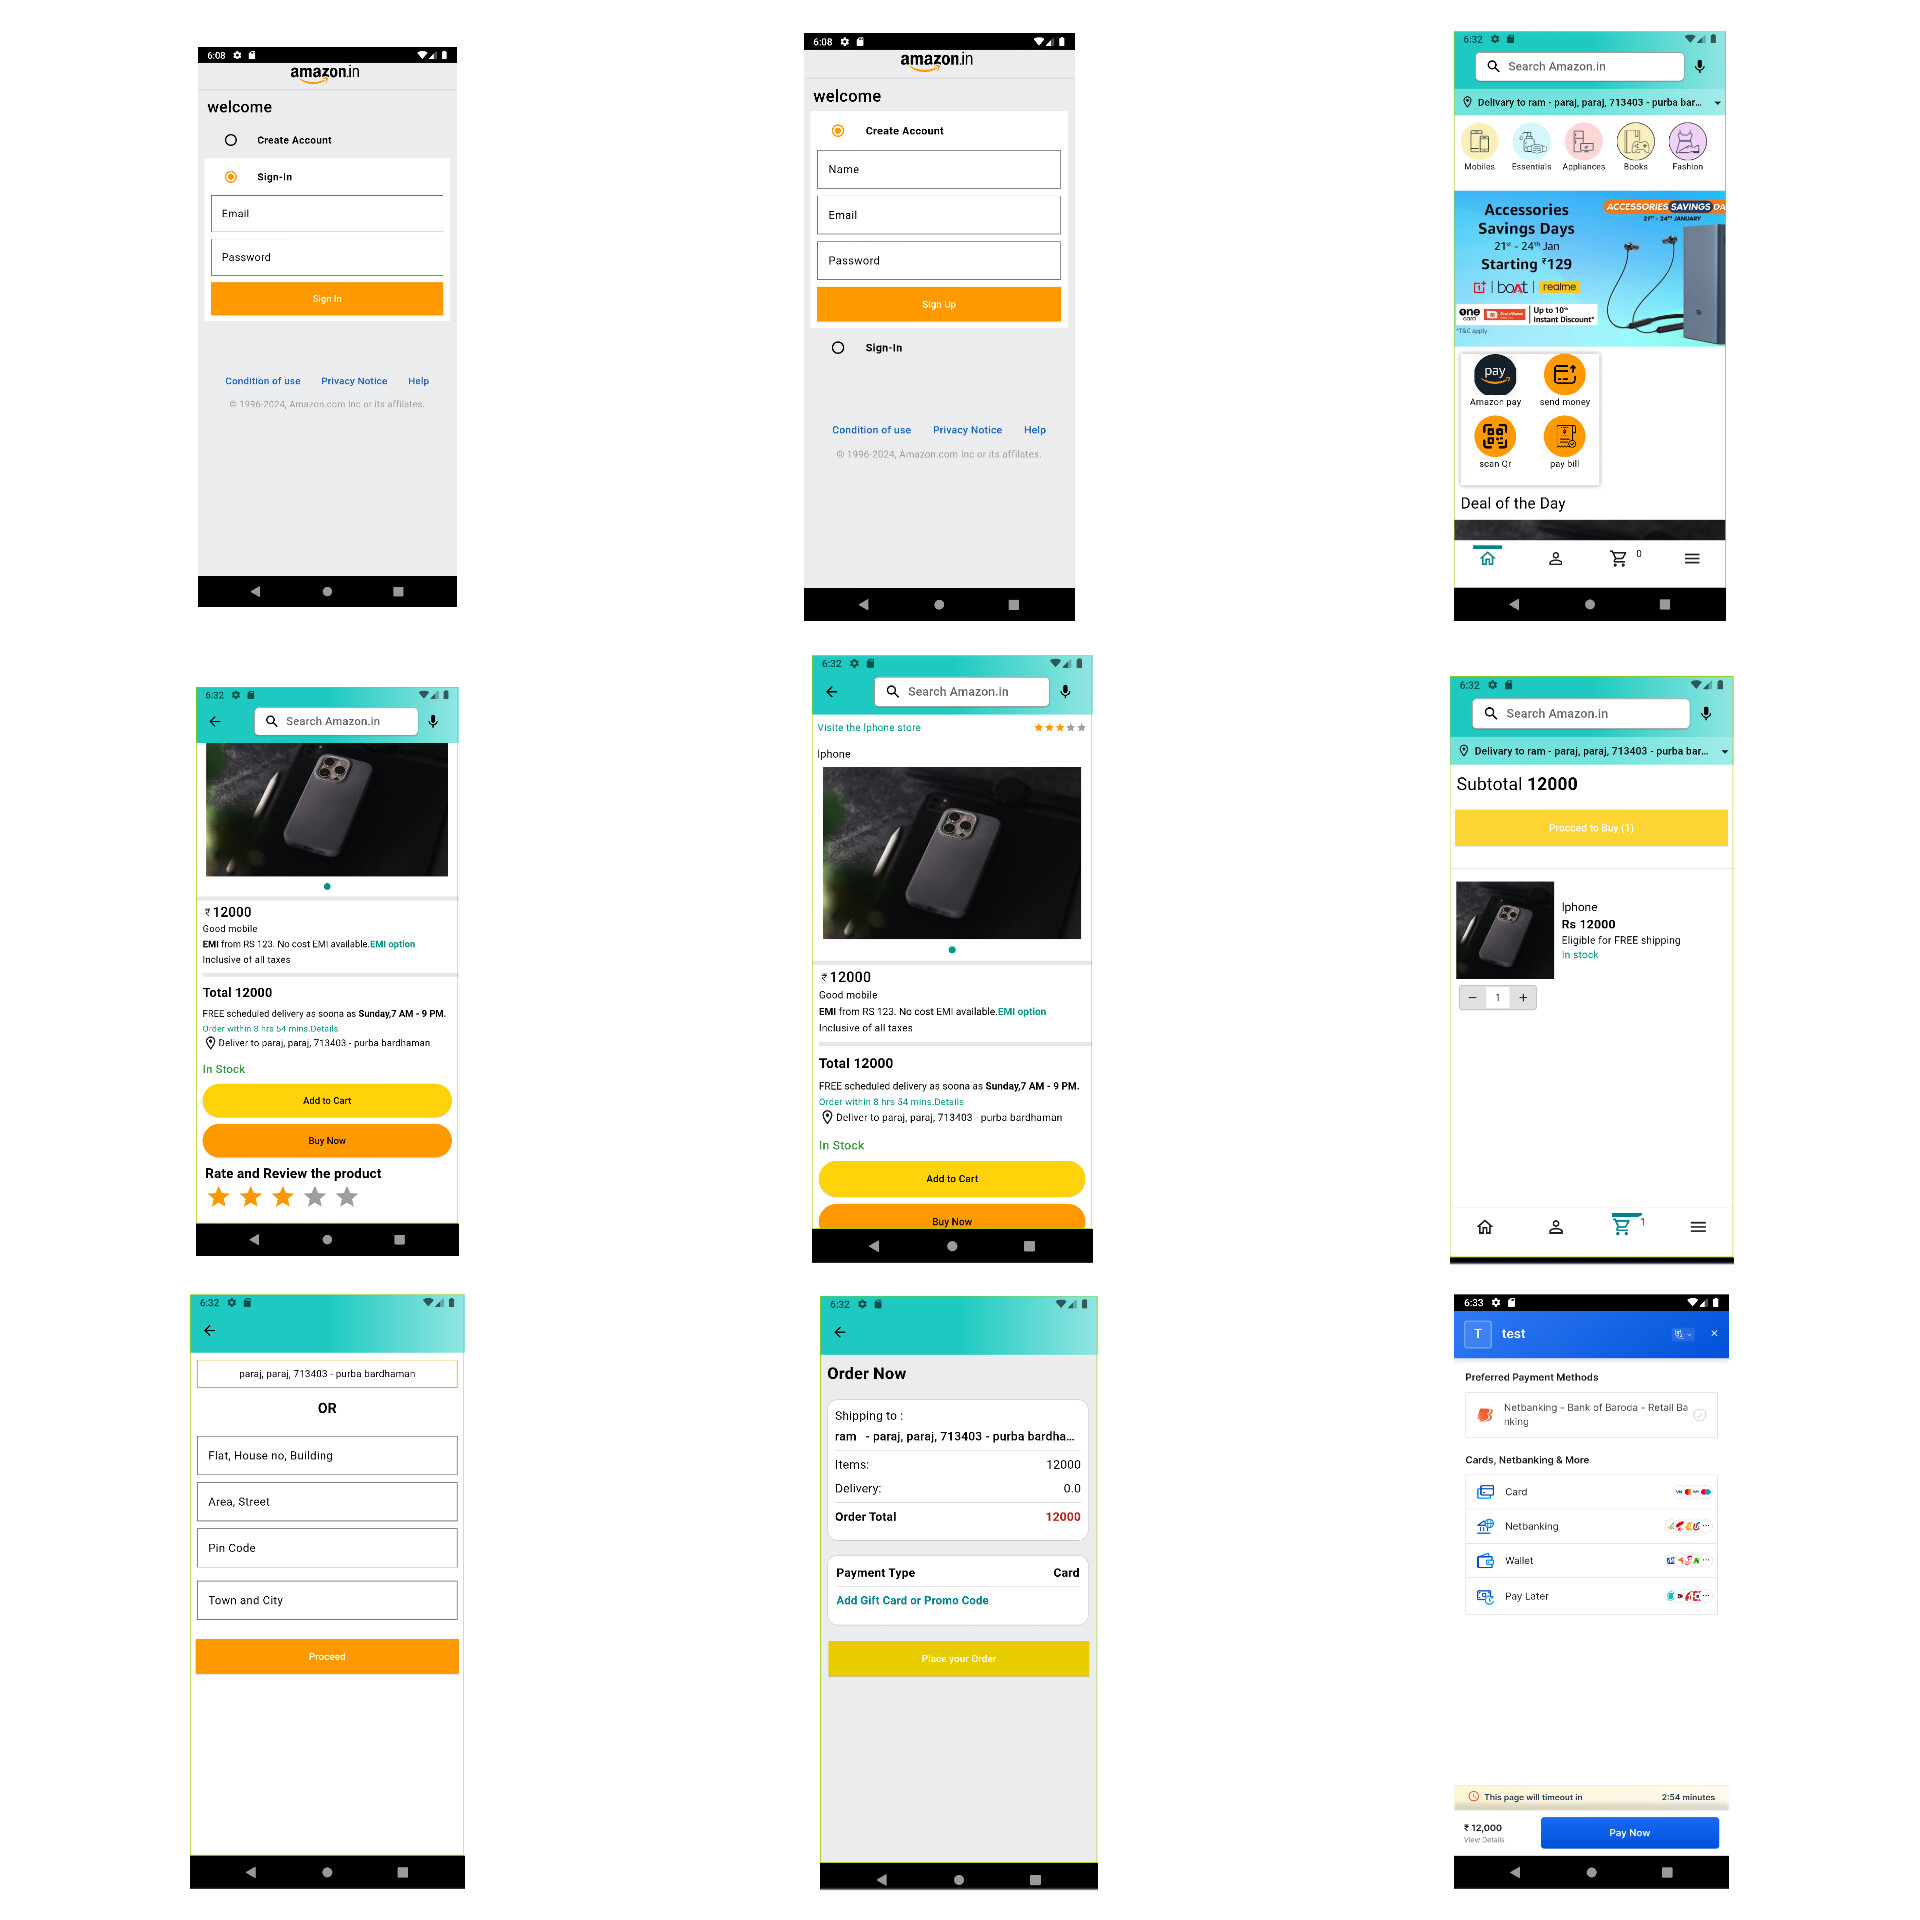 6:08
amazon.in
welcome
Create Account
Sign-In
Email
Password
Sign In
Condition of use Privacy Notice Help
© 1996-2024, Amazon.com Inc or its affilates.
6:08
amazon.in
welcome
Create Account
Name
Email
Password
Sign Up
Sign-In
Condition of use Privacy Notice Help
© 1996-2024, Amazon.com Inc or its affilates.
6:32
Search Amazon.in
Delivary to ram - paraj, paraj, 713403 - purba bar...
Mobiles Essentials Appliances Books Fashion
Accessories
Savings Days
21st - 24th Jan
Starting ₹129
boAt realme
one card
Up to 10%
Instant Discount*
*T&C apply
ACCESSORIES SAVINGS DA
21ST - 24TH JANUARY
pay
Amazon pay send money
scan Qr pay bill
Deal of the Day
0
6:32
Search Amazon.in
₹ 12000
Good mobile
EMI from RS 123. No cost EMI available.EMI option
Inclusive of all taxes
Total 12000
FREE scheduled delivery as soona as Sunday,7 AM - 9 PM.
Order within 8 hrs 54 mins.Details
Deliver to paraj, paraj, 713403 - purba bardhaman
In Stock
Add to Cart
Buy Now
Rate and Review the product
6:32
Search Amazon.in
Visite the Iphone store
Iphone
₹ 12000
Good mobile
EMI from RS 123. No cost EMI available.EMI option
Inclusive of all taxes
Total 12000
FREE scheduled delivery as soona as Sunday,7 AM - 9 PM.
Order within 8 hrs 54 mins.Details
Deliver to paraj, paraj, 713403 - purba bardhaman
In Stock
Add to Cart
Buy Now
6:32
Search Amazon.in
Delivary to ram - paraj, paraj, 713403 - purba bar...
Subtotal 12000
Procced to Buy (1)
Iphone
Rs 12000
Eligible for FREE shipping
In stock
1
1
6:32
paraj, paraj, 713403 - purba bardhaman
OR
Flat, House no, Building
Area, Street
Pin Code
Town and City
Proceed
6:32
Order Now
Shipping to :
ram - paraj, paraj, 713403 - purba bardha...
Items: 12000
Delivery: 0.0
Order Total 12000
Payment Type Card
Add Gift Card or Promo Code
Place your Order
6:33
T test
Preferred Payment Methods
Netbanking - Bank of Baroda - Retail Ba
nking
Cards, Netbanking & More
Card
Netbanking
Wallet
Pay Later
This page will timeout in 2:54 minutes
₹ 12,000
View Details
Pay Now